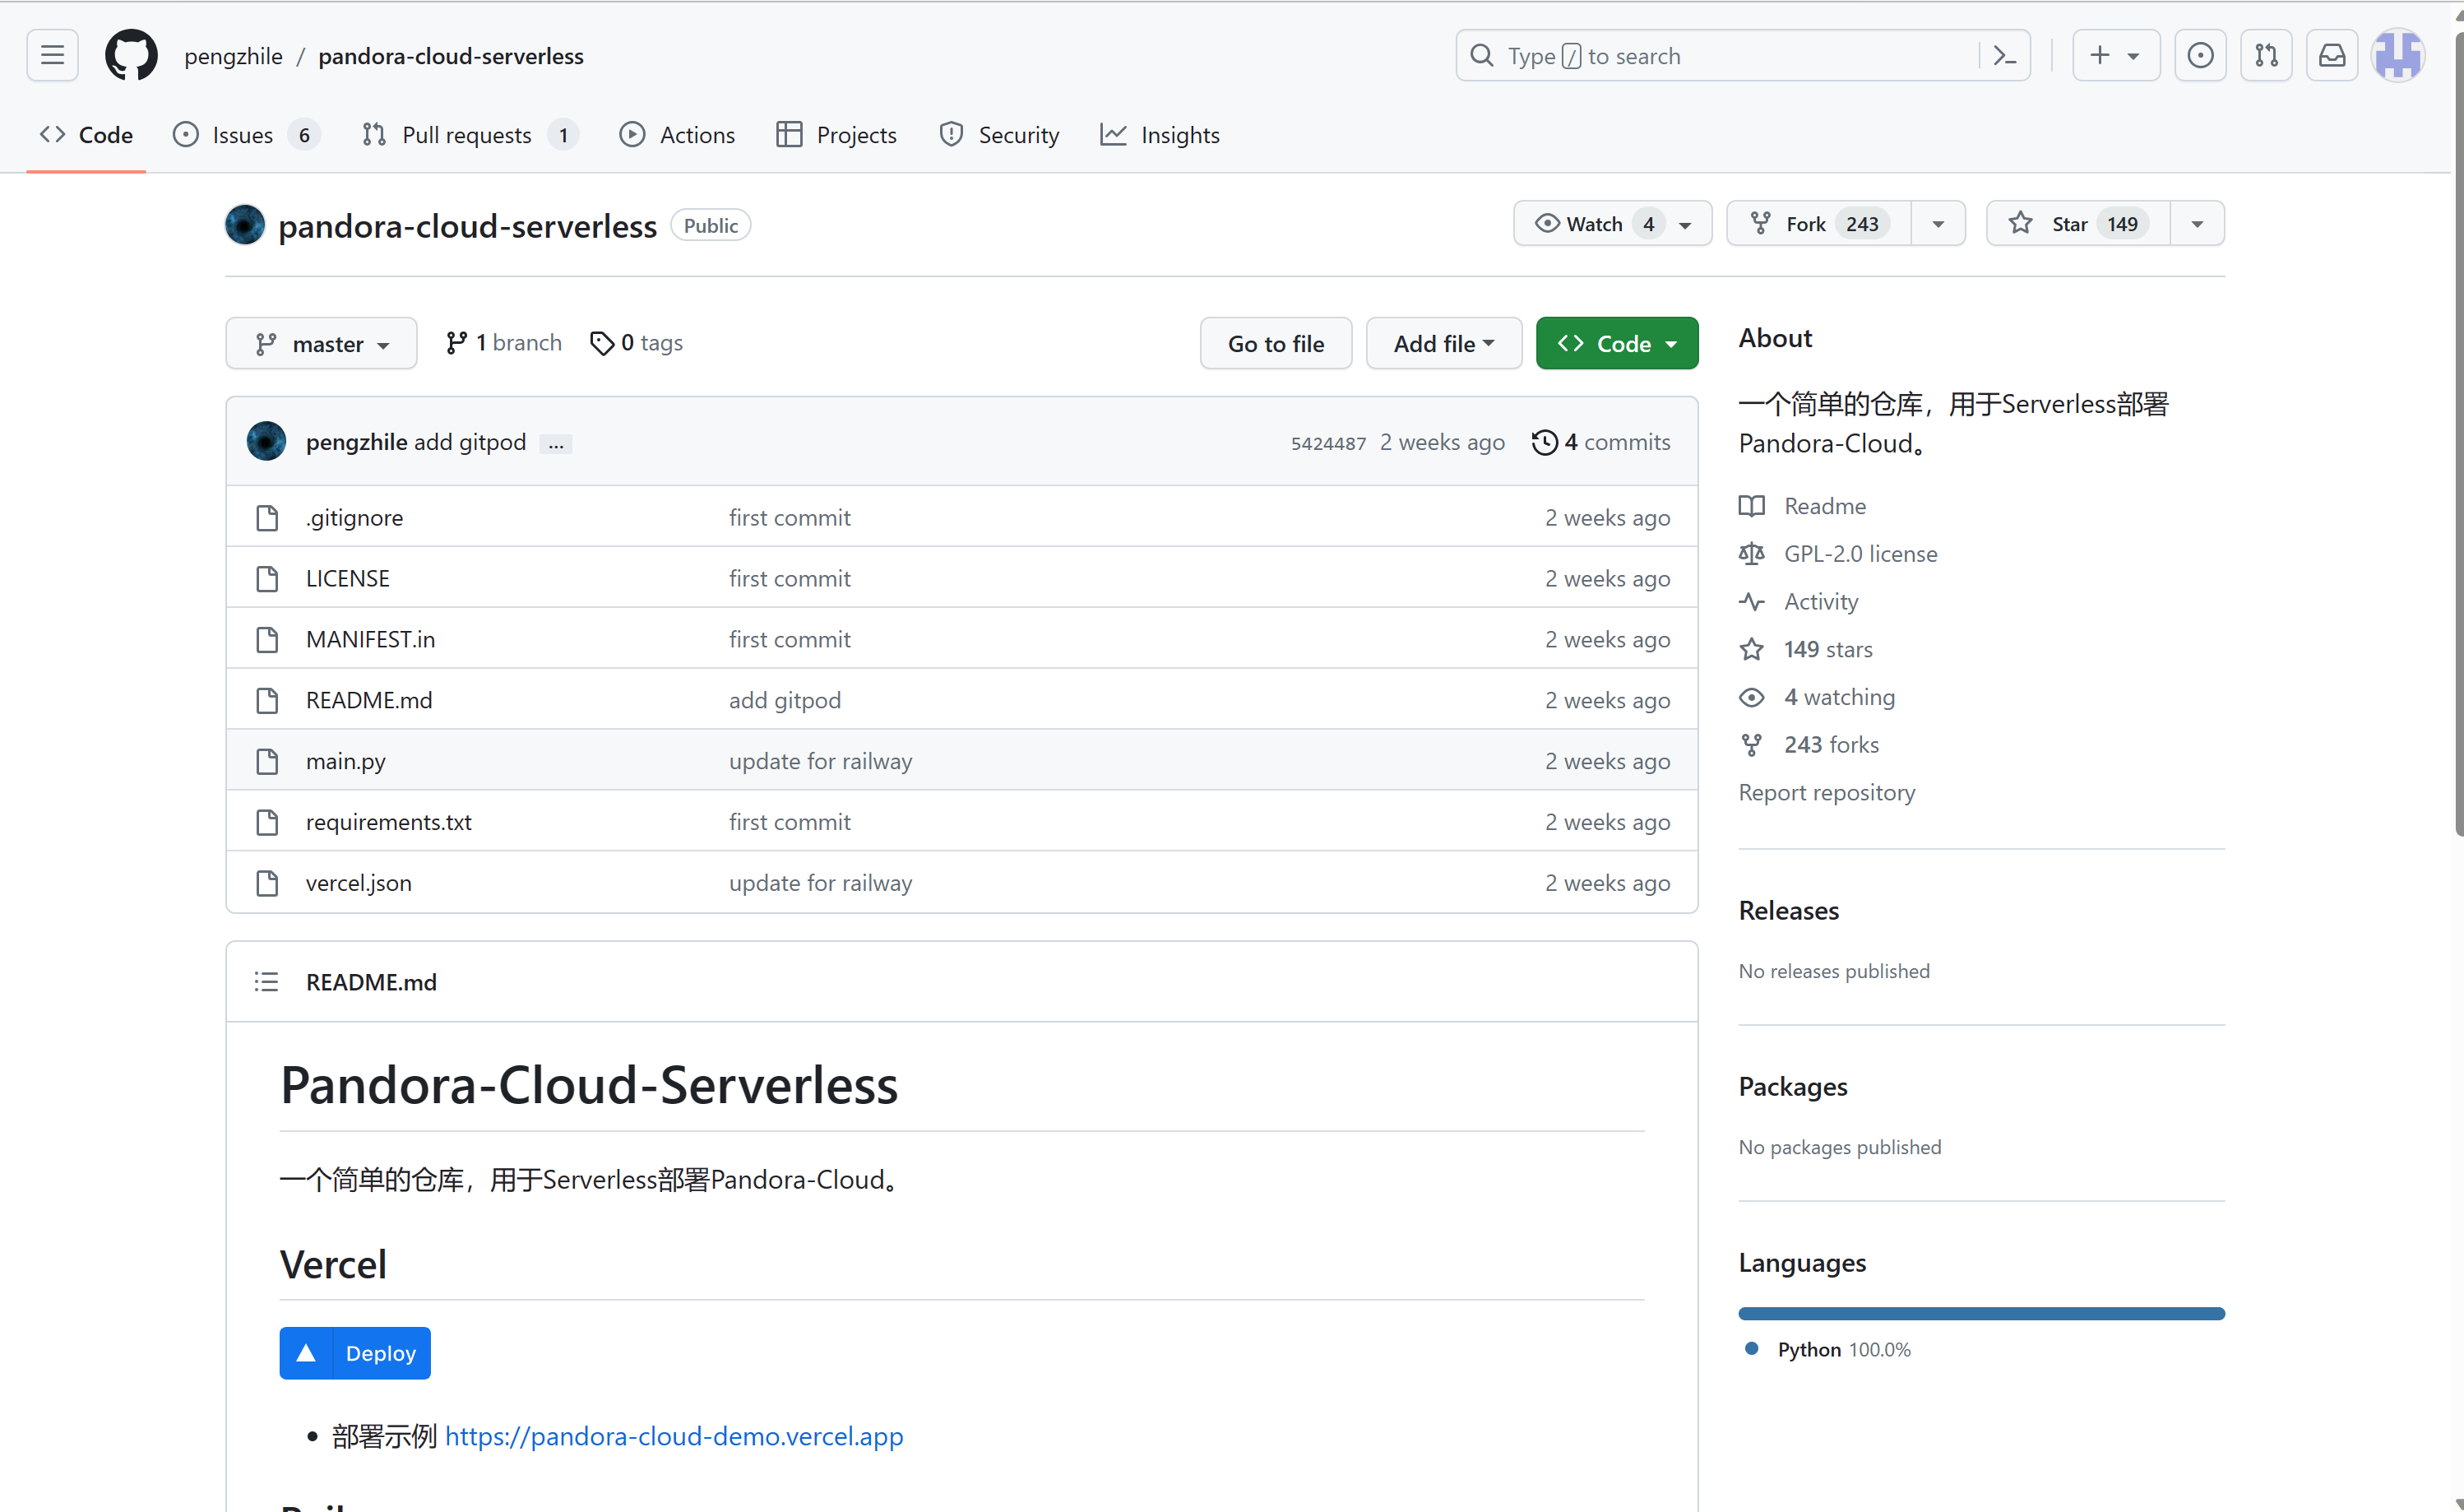 pengzhile / pandora-cloud-serverless
Type / to search
Code
Issues 6
Pull requests 1
Actions
Projects
Security
Insights
pandora-cloud-serverless Public
Watch 4
Fork 243
Star 149
master
1 branch
0 tags
Go to file
Add file
Code
pengzhile add gitpod ... 5424487 2 weeks ago 4 commits
.gitignore first commit 2 weeks ago
LICENSE first commit 2 weeks ago
MANIFEST.in first commit 2 weeks ago
README.md add gitpod 2 weeks ago
main.py update for railway 2 weeks ago
requirements.txt first commit 2 weeks ago
vercel.json update for railway 2 weeks ago
README.md
Pandora-Cloud-Serverless
一个简单的仓库，用于Serverless部署Pandora-Cloud。
Vercel
Deploy
部署示例 https://pandora-cloud-demo.vercel.app
About
一个简单的仓库，用于Serverless部署
Pandora-Cloud。
Readme
GPL-2.0 license
Activity
149 stars
4 watching
243 forks
Report repository
Releases
No releases published
Packages
No packages published
Languages
Python 100.0%